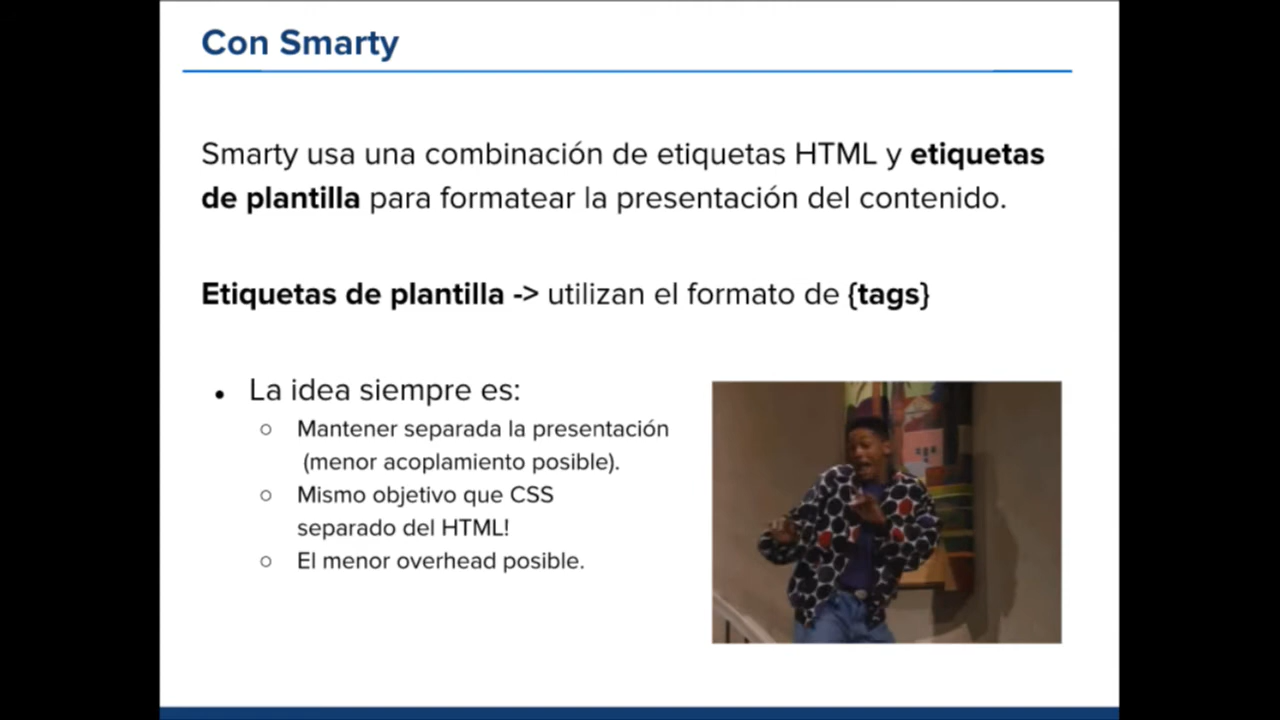 Con Smarty
Smarty usa una combinación de etiquetas HTML y etiquetas
de plantilla para formatear la presentación del contenido.
Etiquetas de plantilla -> utilizan el formato de {tags}
● La idea siempre es:
○ Mantener separada la presentación
(menor acoplamiento posible).
○ Mismo objetivo que CSS
separado del HTML!
○ El menor overhead posible.